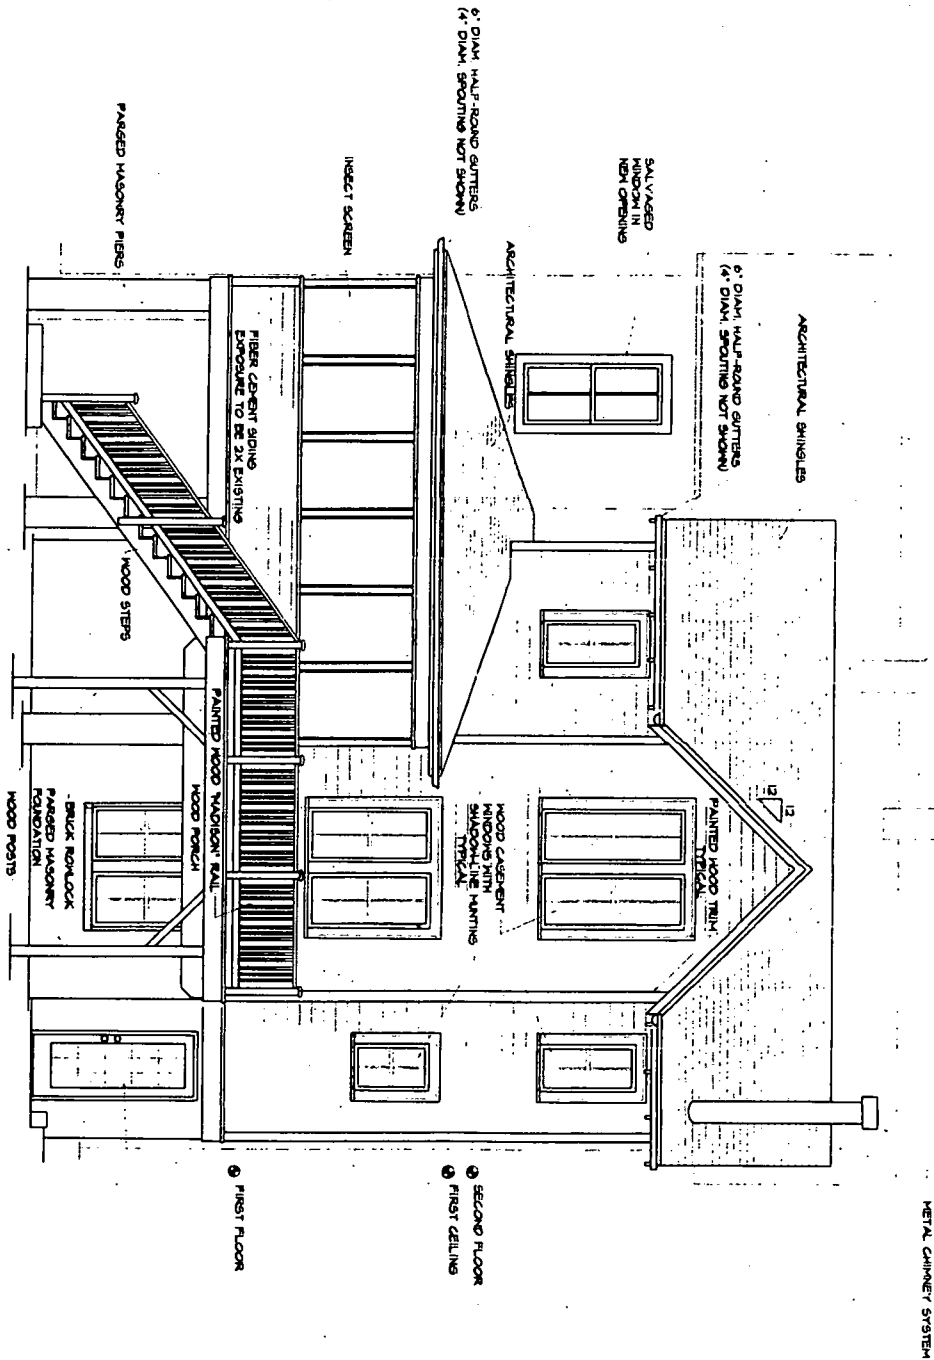 METAL CHIMNEY SYSTEM
ARCHITECTURAL SHINGLES
6" DIAM. HALF-ROUND GUTTERS
(4" DIAM. SPOUTING NOT SHOWN)
12
12
PAINTED WOOD TRIM,
TYPICAL
SALVAGED
WINDOW IN
NEW OPENING
ARCHITECTURAL SHINGLES
WOOD CASEMENT
WINDOWS WITH
SHADOW-LINE MUNTINS
TYPICAL
6" DIAM. HALF-ROUND GUTTERS
(4" DIAM. SPOUTING NOT SHOWN)
SECOND FLOOR
FIRST CEILING
INSECT SCREEN
FIBER CEMENT SIDING
EXPOSURE TO BE 2X EXISTING
FIRST FLOOR
PAINTED WOOD "MADISON" RAIL
WOOD PORCH
PARGED MASONRY PIERS
WOOD STEPS
BRICK ROWLOCK
PARGED MASONRY
FOUNDATION
WOOD POSTS